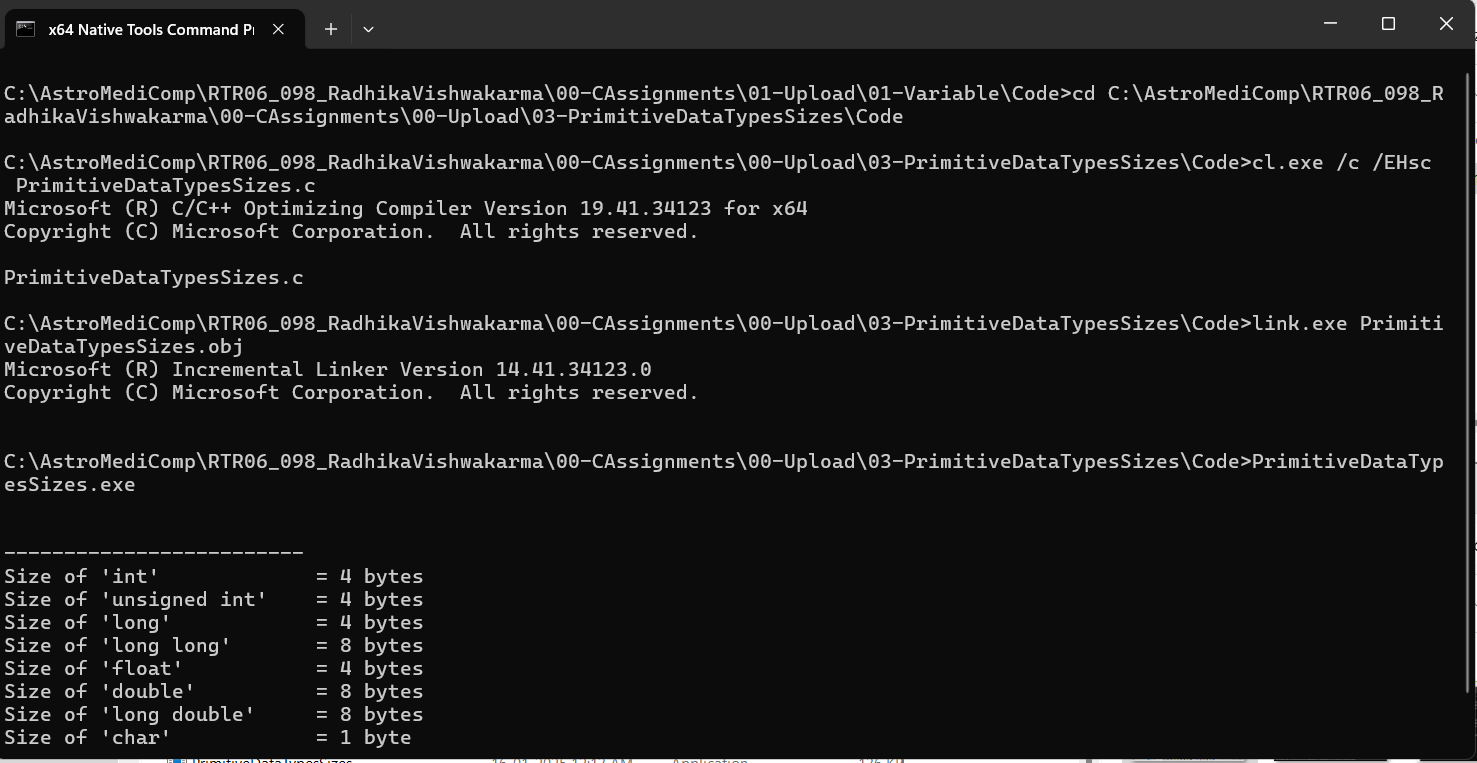 x64 Native Tools Command Pr
C:\AstroMediComp\RTR06_098_RadhikaVishwakarma\00-CAssignments\01-Upload\01-Variable\Code>cd C:\AstroMediComp\RTR06_098_R
adhikaVishwakarma\00-CAssignments\00-Upload\03-PrimitiveDataTypesSizes\Code
C:\AstroMediComp\RTR06_098_RadhikaVishwakarma\00-CAssignments\00-Upload\03-PrimitiveDataTypesSizes\Code>cl.exe /c /EHsc
PrimitiveDataTypesSizes.c
Microsoft (R) C/C++ Optimizing Compiler Version 19.41.34123 for x64
Copyright (C) Microsoft Corporation.  All rights reserved.
PrimitiveDataTypesSizes.c
C:\AstroMediComp\RTR06_098_RadhikaVishwakarma\00-CAssignments\00-Upload\03-PrimitiveDataTypesSizes\Code>link.exe Primiti
veDataTypesSizes.obj
Microsoft (R) Incremental Linker Version 14.41.34123.0
Copyright (C) Microsoft Corporation.  All rights reserved.
C:\AstroMediComp\RTR06_098_RadhikaVishwakarma\00-CAssignments\00-Upload\03-PrimitiveDataTypesSizes\Code>PrimitiveDataTyp
esSizes.exe
-------------------------
Size of 'int'             = 4 bytes
Size of 'unsigned int'    = 4 bytes
Size of 'long'            = 4 bytes
Size of 'long long'       = 8 bytes
Size of 'float'           = 4 bytes
Size of 'double'          = 8 bytes
Size of 'long double'     = 8 bytes
Size of 'char'            = 1 byte